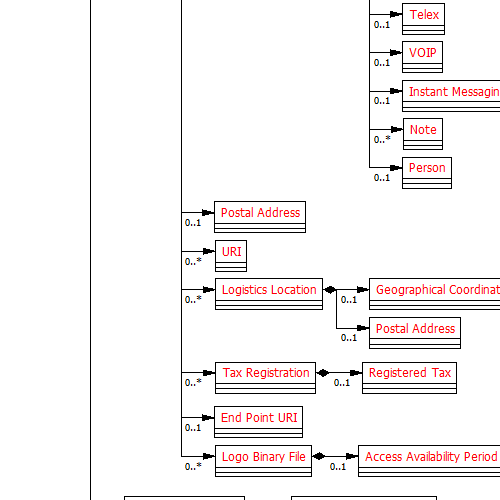 Telex
0..1
VOIP
0..1
Instant Messagin
0..1
Note
0..*
Person
0..1
Postal Address
0..1
URI
0..*
Logistics Location
0..*
Geographical Coordinat
0..1
Postal Address
0..1
Tax Registration
0..*
Registered Tax
0..1
End Point URI
0..1
Logo Binary File
0..*
Access Availability Period
0..1